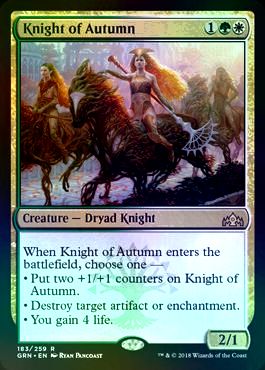 Knight of Autumn 1
Creature — Dryad Knight
When Knight of Autumn enters the
battlefield, choose one —
• Put two +1/+1 counters on Knight of
Autumn.
• Destroy target artifact or enchantment.
• You gain 4 life.
2/1
183/259 R
GRN • EN Ryan Pancoast
™ & © 2018 Wizards of the Coast